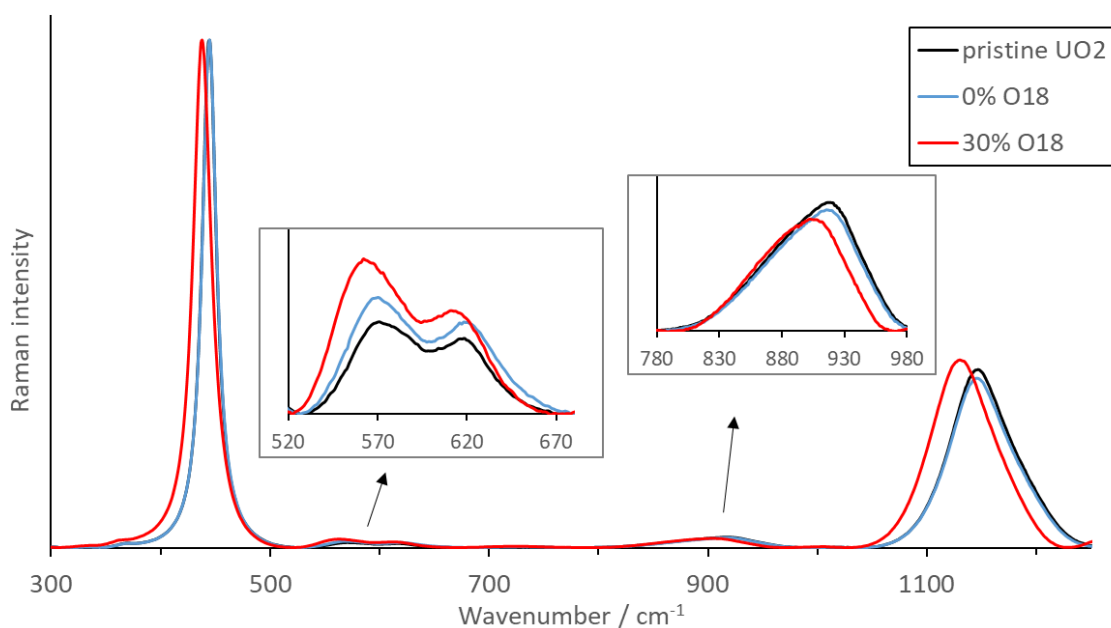 pristine UO2
0% O18
30% O18
Raman intensity
520 570 620 670
780 830 880 930 980
300 500 700 900 1100
Wavenumber / cm⁻¹